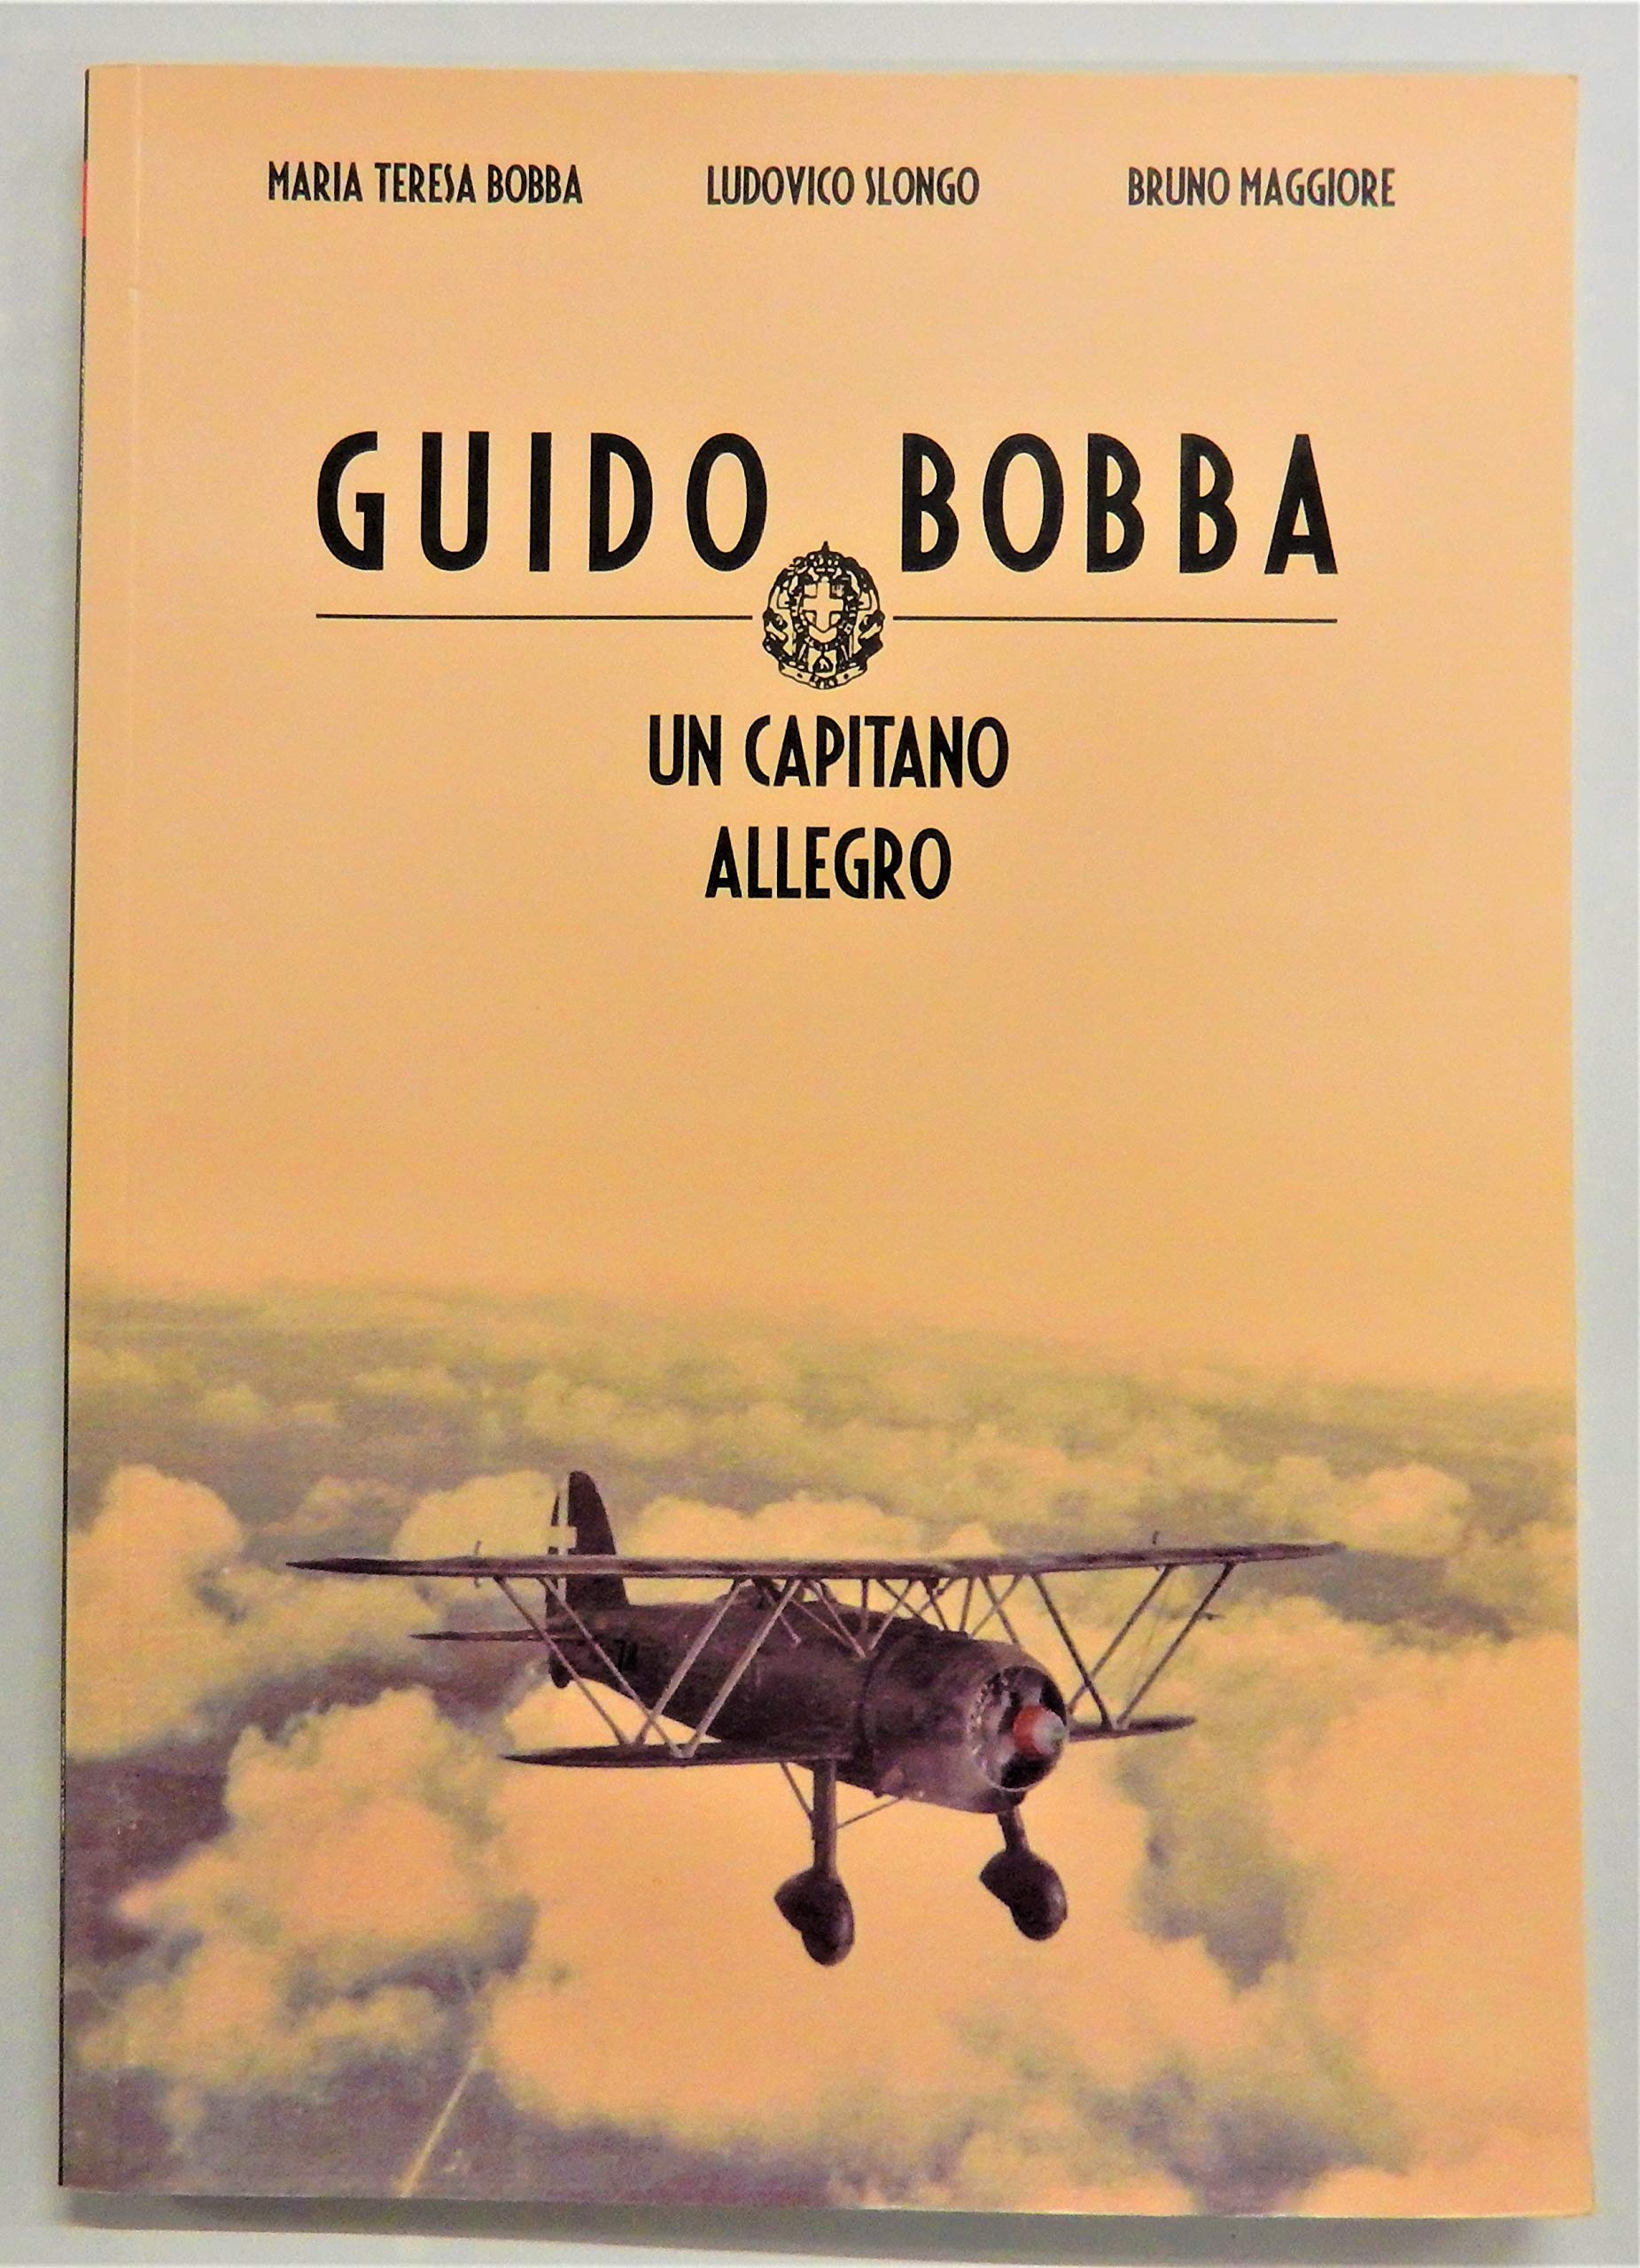 MARIA TERESA BOBBA LUDOVICO SLONGO BRUNO MAGGIORE
GUIDO BOBBA
UN CAPITANO
ALLEGRO